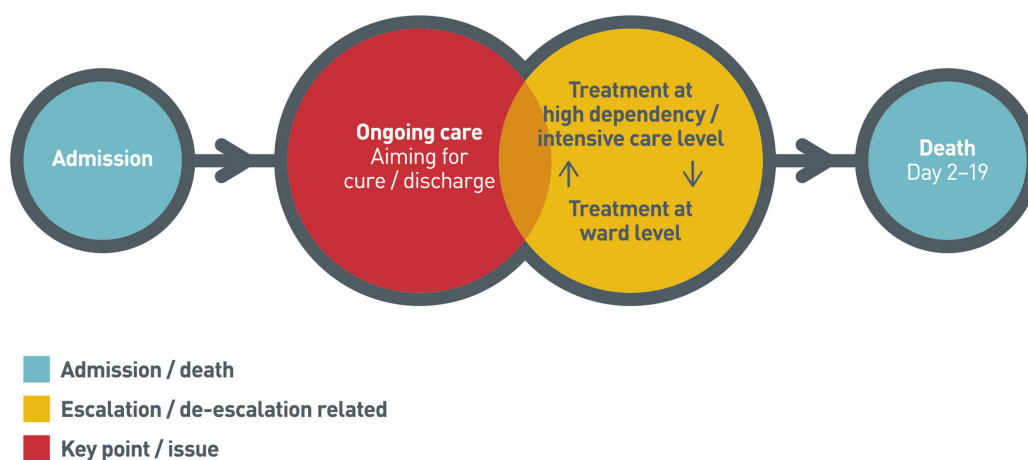 Admission
Ongoing care
Aiming for
cure / discharge
Treatment at
high dependency /
intensive care level
↑ ↓
Treatment at
ward level
Death
Day 2–19
Admission / death
Escalation / de-escalation related
Key point / issue